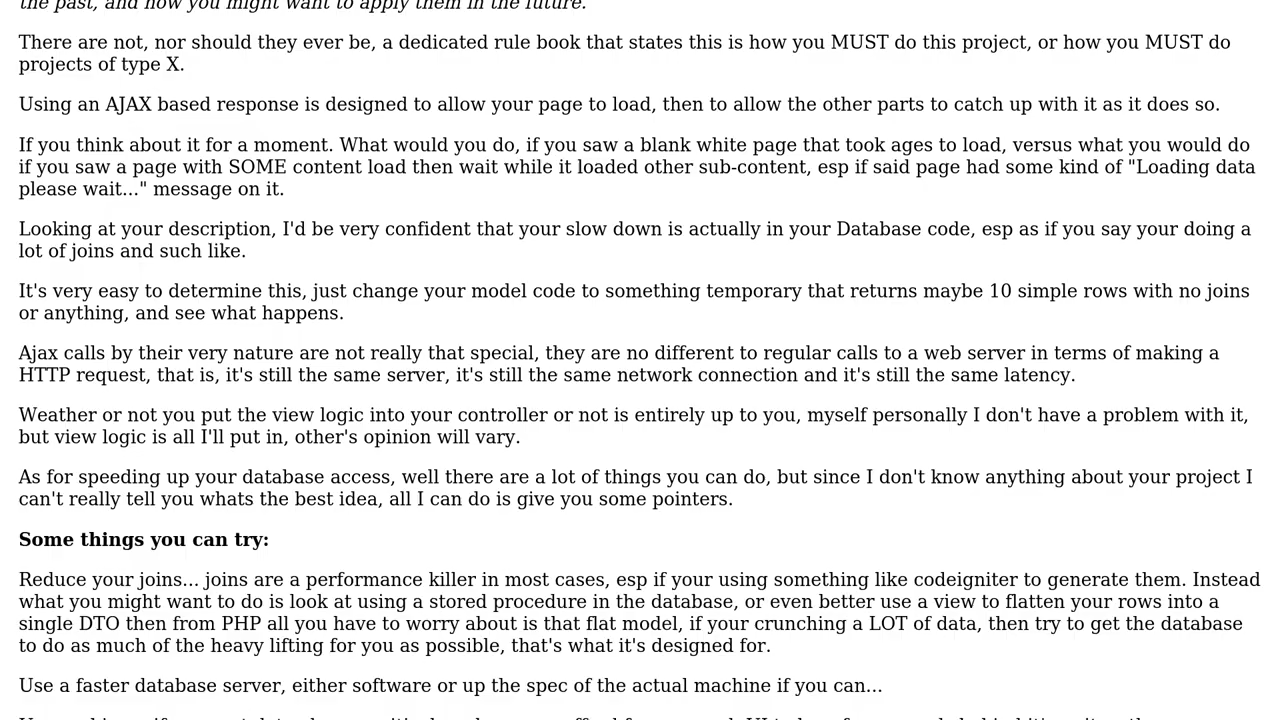 the past, and how you might want to apply them in the future.
There are not, nor should they ever be, a dedicated rule book that states this is how you MUST do this project, or how you MUST do
projects of type X.
Using an AJAX based response is designed to allow your page to load, then to allow the other parts to catch up with it as it does so.
If you think about it for a moment. What would you do, if you saw a blank white page that took ages to load, versus what you would do
if you saw a page with SOME content load then wait while it loaded other sub-content, esp if said page had some kind of "Loading data
please wait..." message on it.
Looking at your description, I'd be very confident that your slow down is actually in your Database code, esp as if you say your doing a
lot of joins and such like.
It's very easy to determine this, just change your model code to something temporary that returns maybe 10 simple rows with no joins
or anything, and see what happens.
Ajax calls by their very nature are not really that special, they are no different to regular calls to a web server in terms of making a
HTTP request, that is, it's still the same server, it's still the same network connection and it's still the same latency.
Weather or not you put the view logic into your controller or not is entirely up to you, myself personally I don't have a problem with it,
but view logic is all I'll put in, other's opinion will vary.
As for speeding up your database access, well there are a lot of things you can do, but since I don't know anything about your project I
can't really tell you whats the best idea, all I can do is give you some pointers.
Some things you can try:
Reduce your joins... joins are a performance killer in most cases, esp if your using something like codeigniter to generate them. Instead
what you might want to do is look at using a stored procedure in the database, or even better use a view to flatten your rows into a
single DTO then from PHP all you have to worry about is that flat model, if your crunching a LOT of data, then try to get the database
to do as much of the heavy lifting for you as possible, that's what it's designed for.
Use a faster database server, either software or up the spec of the actual machine if you can...